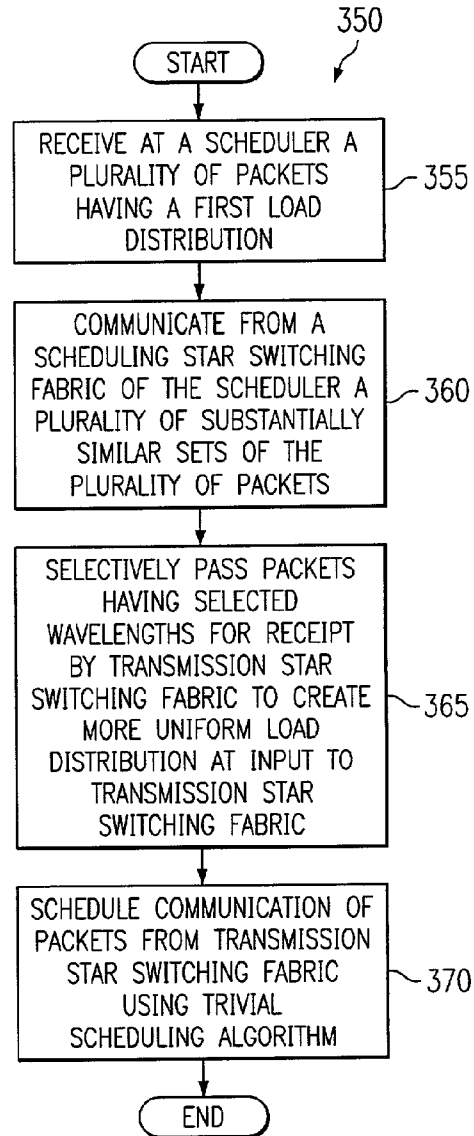 350
START
RECEIVE AT A SCHEDULER A
PLURALITY OF PACKETS
HAVING A FIRST LOAD
DISTRIBUTION
355
COMMUNICATE FROM A
SCHEDULING STAR SWITCHING
FABRIC OF THE SCHEDULER A
PLURALITY OF SUBSTANTIALLY
SIMILAR SETS OF THE
PLURALITY OF PACKETS
360
SELECTIVELY PASS PACKETS
HAVING SELECTED
WAVELENGTHS FOR RECEIPT
BY TRANSMISSION STAR
SWITCHING FABRIC TO CREATE
MORE UNIFORM LOAD
DISTRIBUTION AT INPUT TO
TRANSMISSION STAR
SWITCHING FABRIC
365
SCHEDULE COMMUNICATION OF
PACKETS FROM TRANSMISSION
STAR SWITCHING FABRIC
USING TRIVIAL
SCHEDULING ALGORITHM
370
END